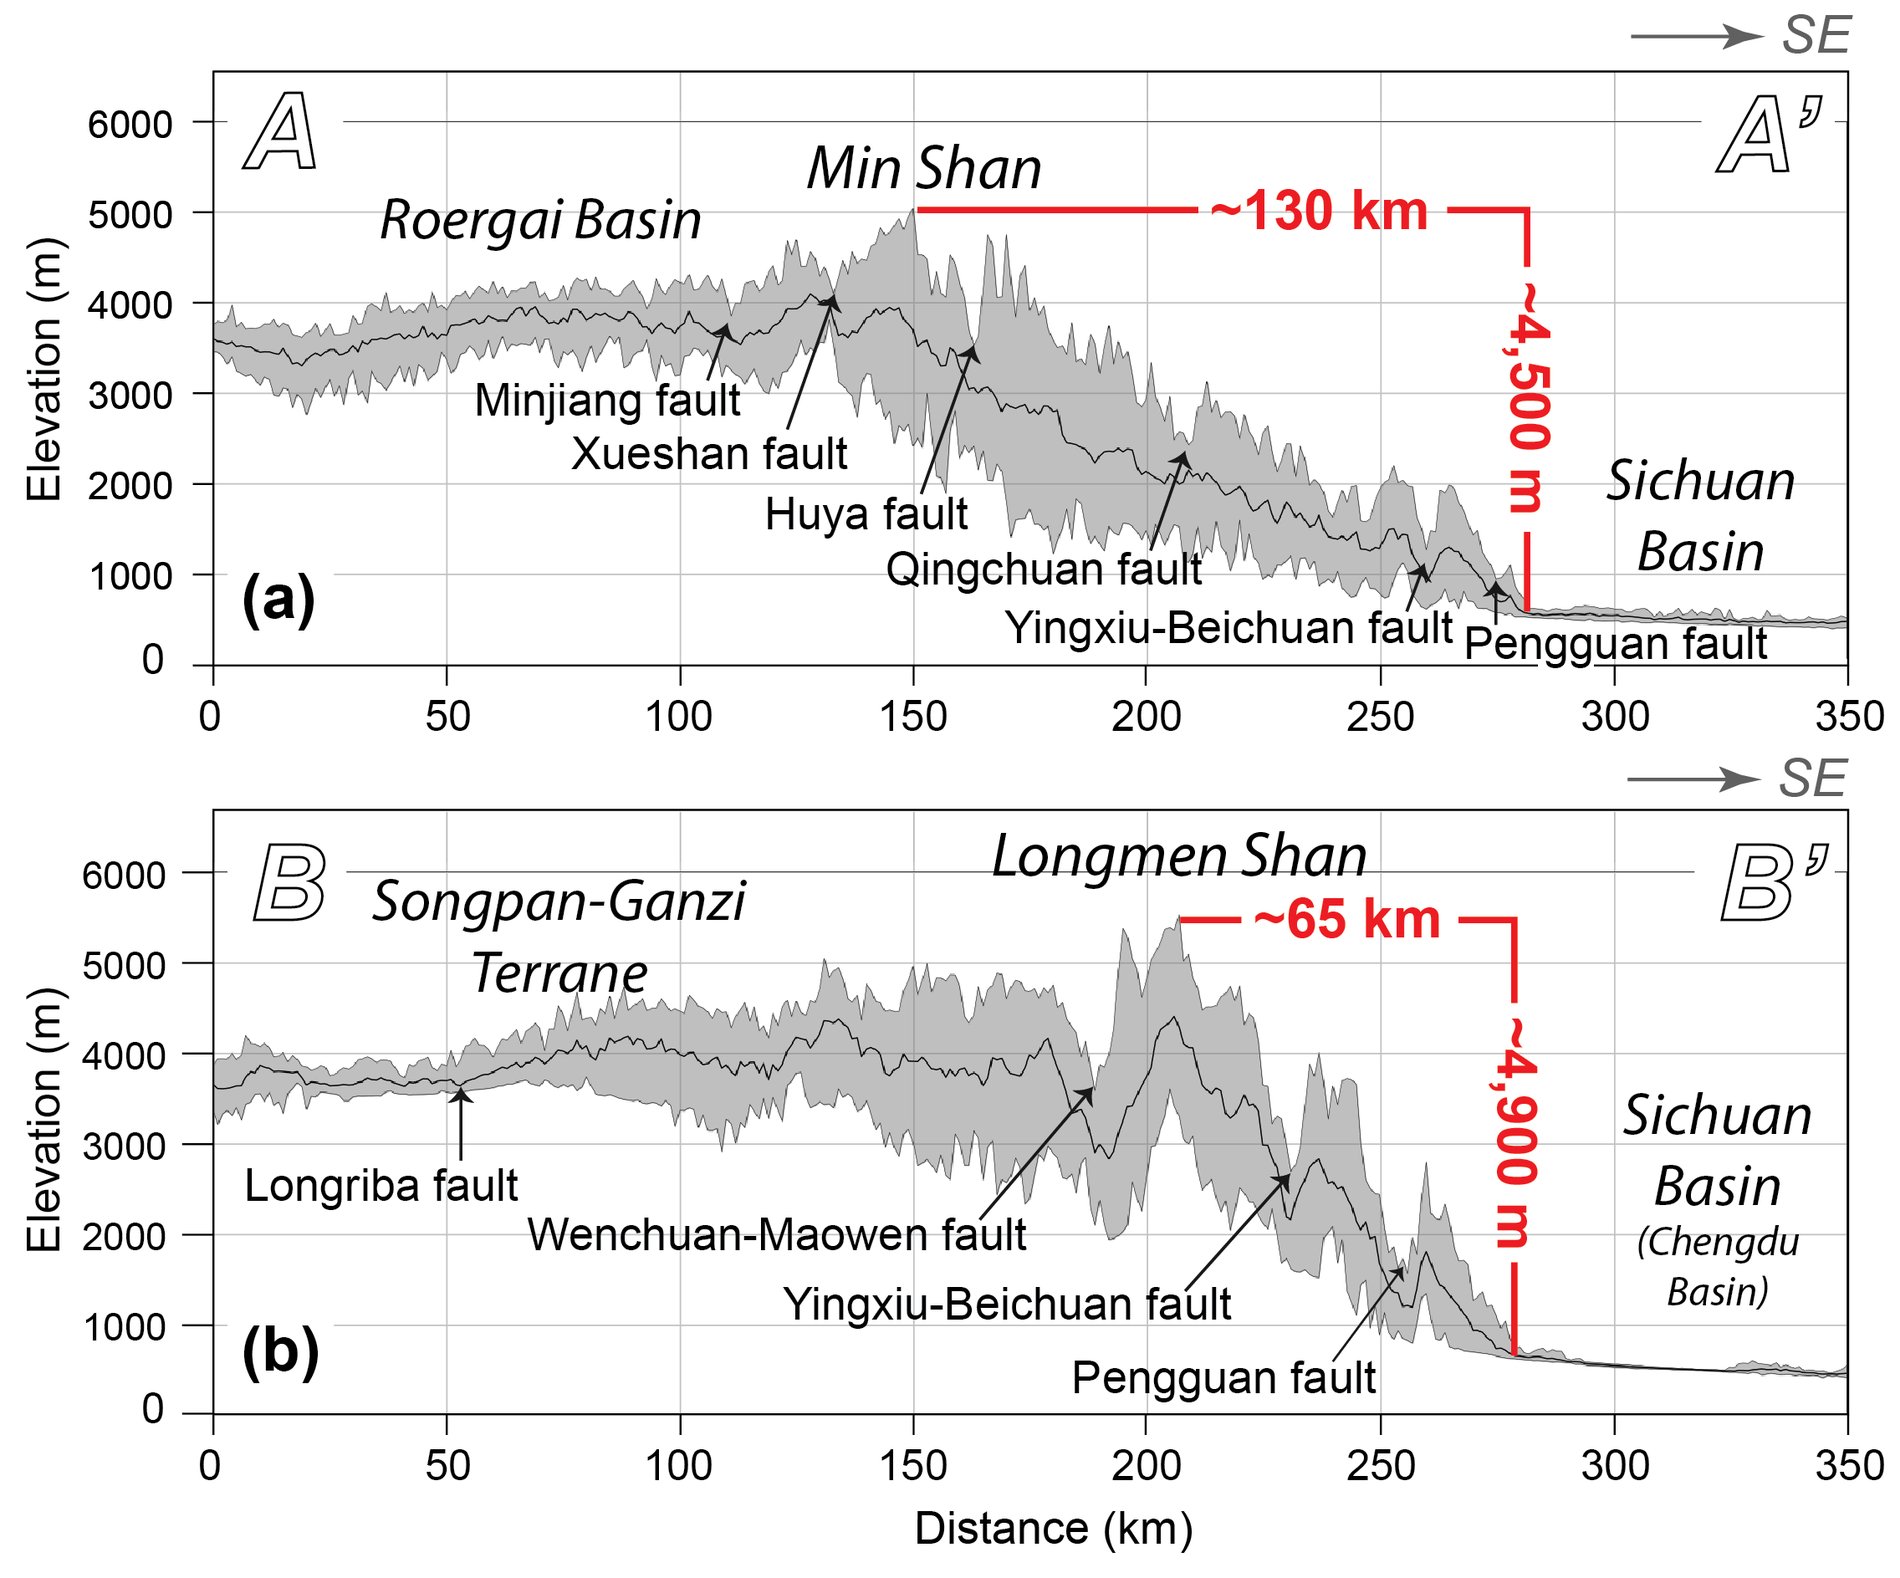 SE
A
A’
6000
5000
4000
3000
2000
1000
0
Elevation (m)
Min Shan
Roergai Basin
~130 km
~4,500 m
Minjiang fault
Xueshan fault
Huya fault
Qingchuan fault
Yingxiu-Beichuan fault
Pengguan fault
Sichuan
Basin
(a)
0
50
100
150
200
250
300
350
SE
B
B’
6000
5000
4000
3000
2000
1000
0
Elevation (m)
Longmen Shan
Songpan-Ganzi
Terrane
~65 km
~4,900 m
Longriba fault
Wenchuan-Maowen fault
Yingxiu-Beichuan fault
Pengguan fault
Sichuan
Basin
(Chengdu
Basin)
(b)
0
50
100
150
200
250
300
350
Distance (km)